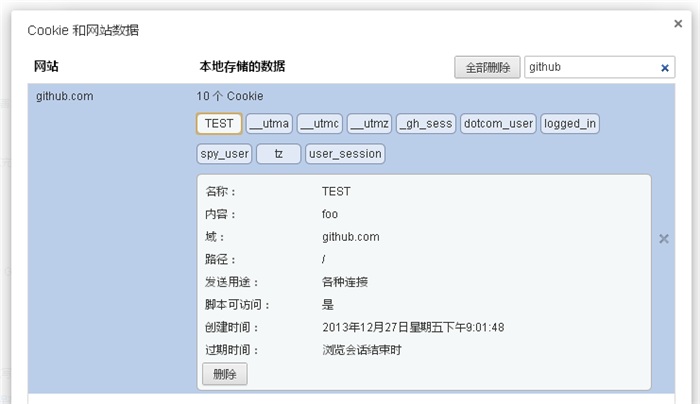 Cookie 和网站数据
网站 本地存储的数据 全部删除 github
github.com 10 个 Cookie
TEST __utma __utmc __utmz _gh_sess dotcom_user logged_in
spy_user tz user_session
名称： TEST
内容： foo
域： github.com
路径： /
发送用途： 各种连接
脚本可访问： 是
创建时间： 2013年12月27日星期五下午9:01:48
过期时间： 浏览会话结束时
删除